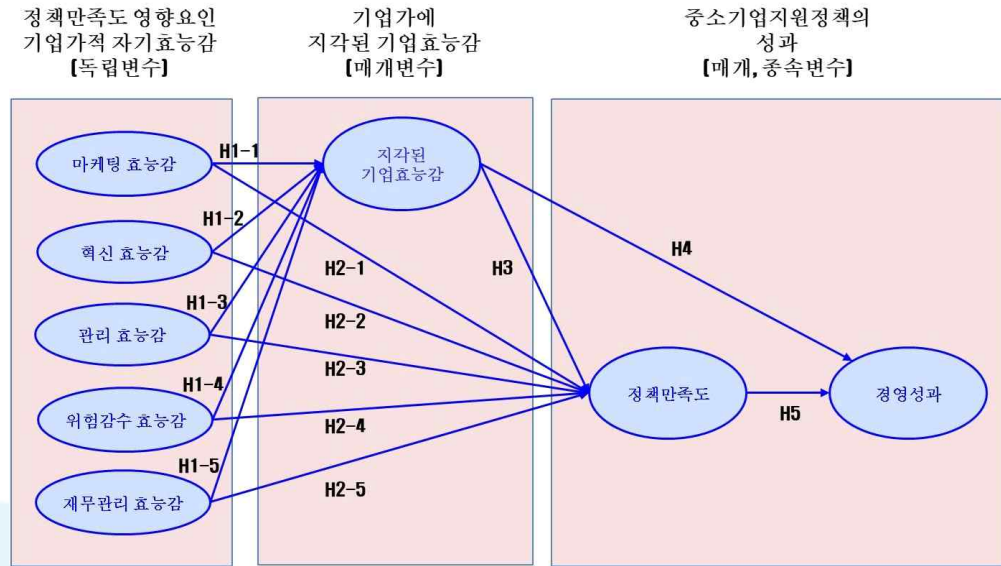 정책만족도 영향요인
기업가적 자기효능감
(독립변수)
기업가에
지각된 기업효능감
(매개변수)
중소기업지원정책의
성과
(매개, 종속변수)
마케팅 효능감
혁신 효능감
관리 효능감
위험감수 효능감
재무관리 효능감
H1-1
H1-2
H1-3
H1-4
H1-5
지각된
기업효능감
H2-1
H2-2
H2-3
H2-4
H2-5
H3
H4
정책만족도
H5
경영성과